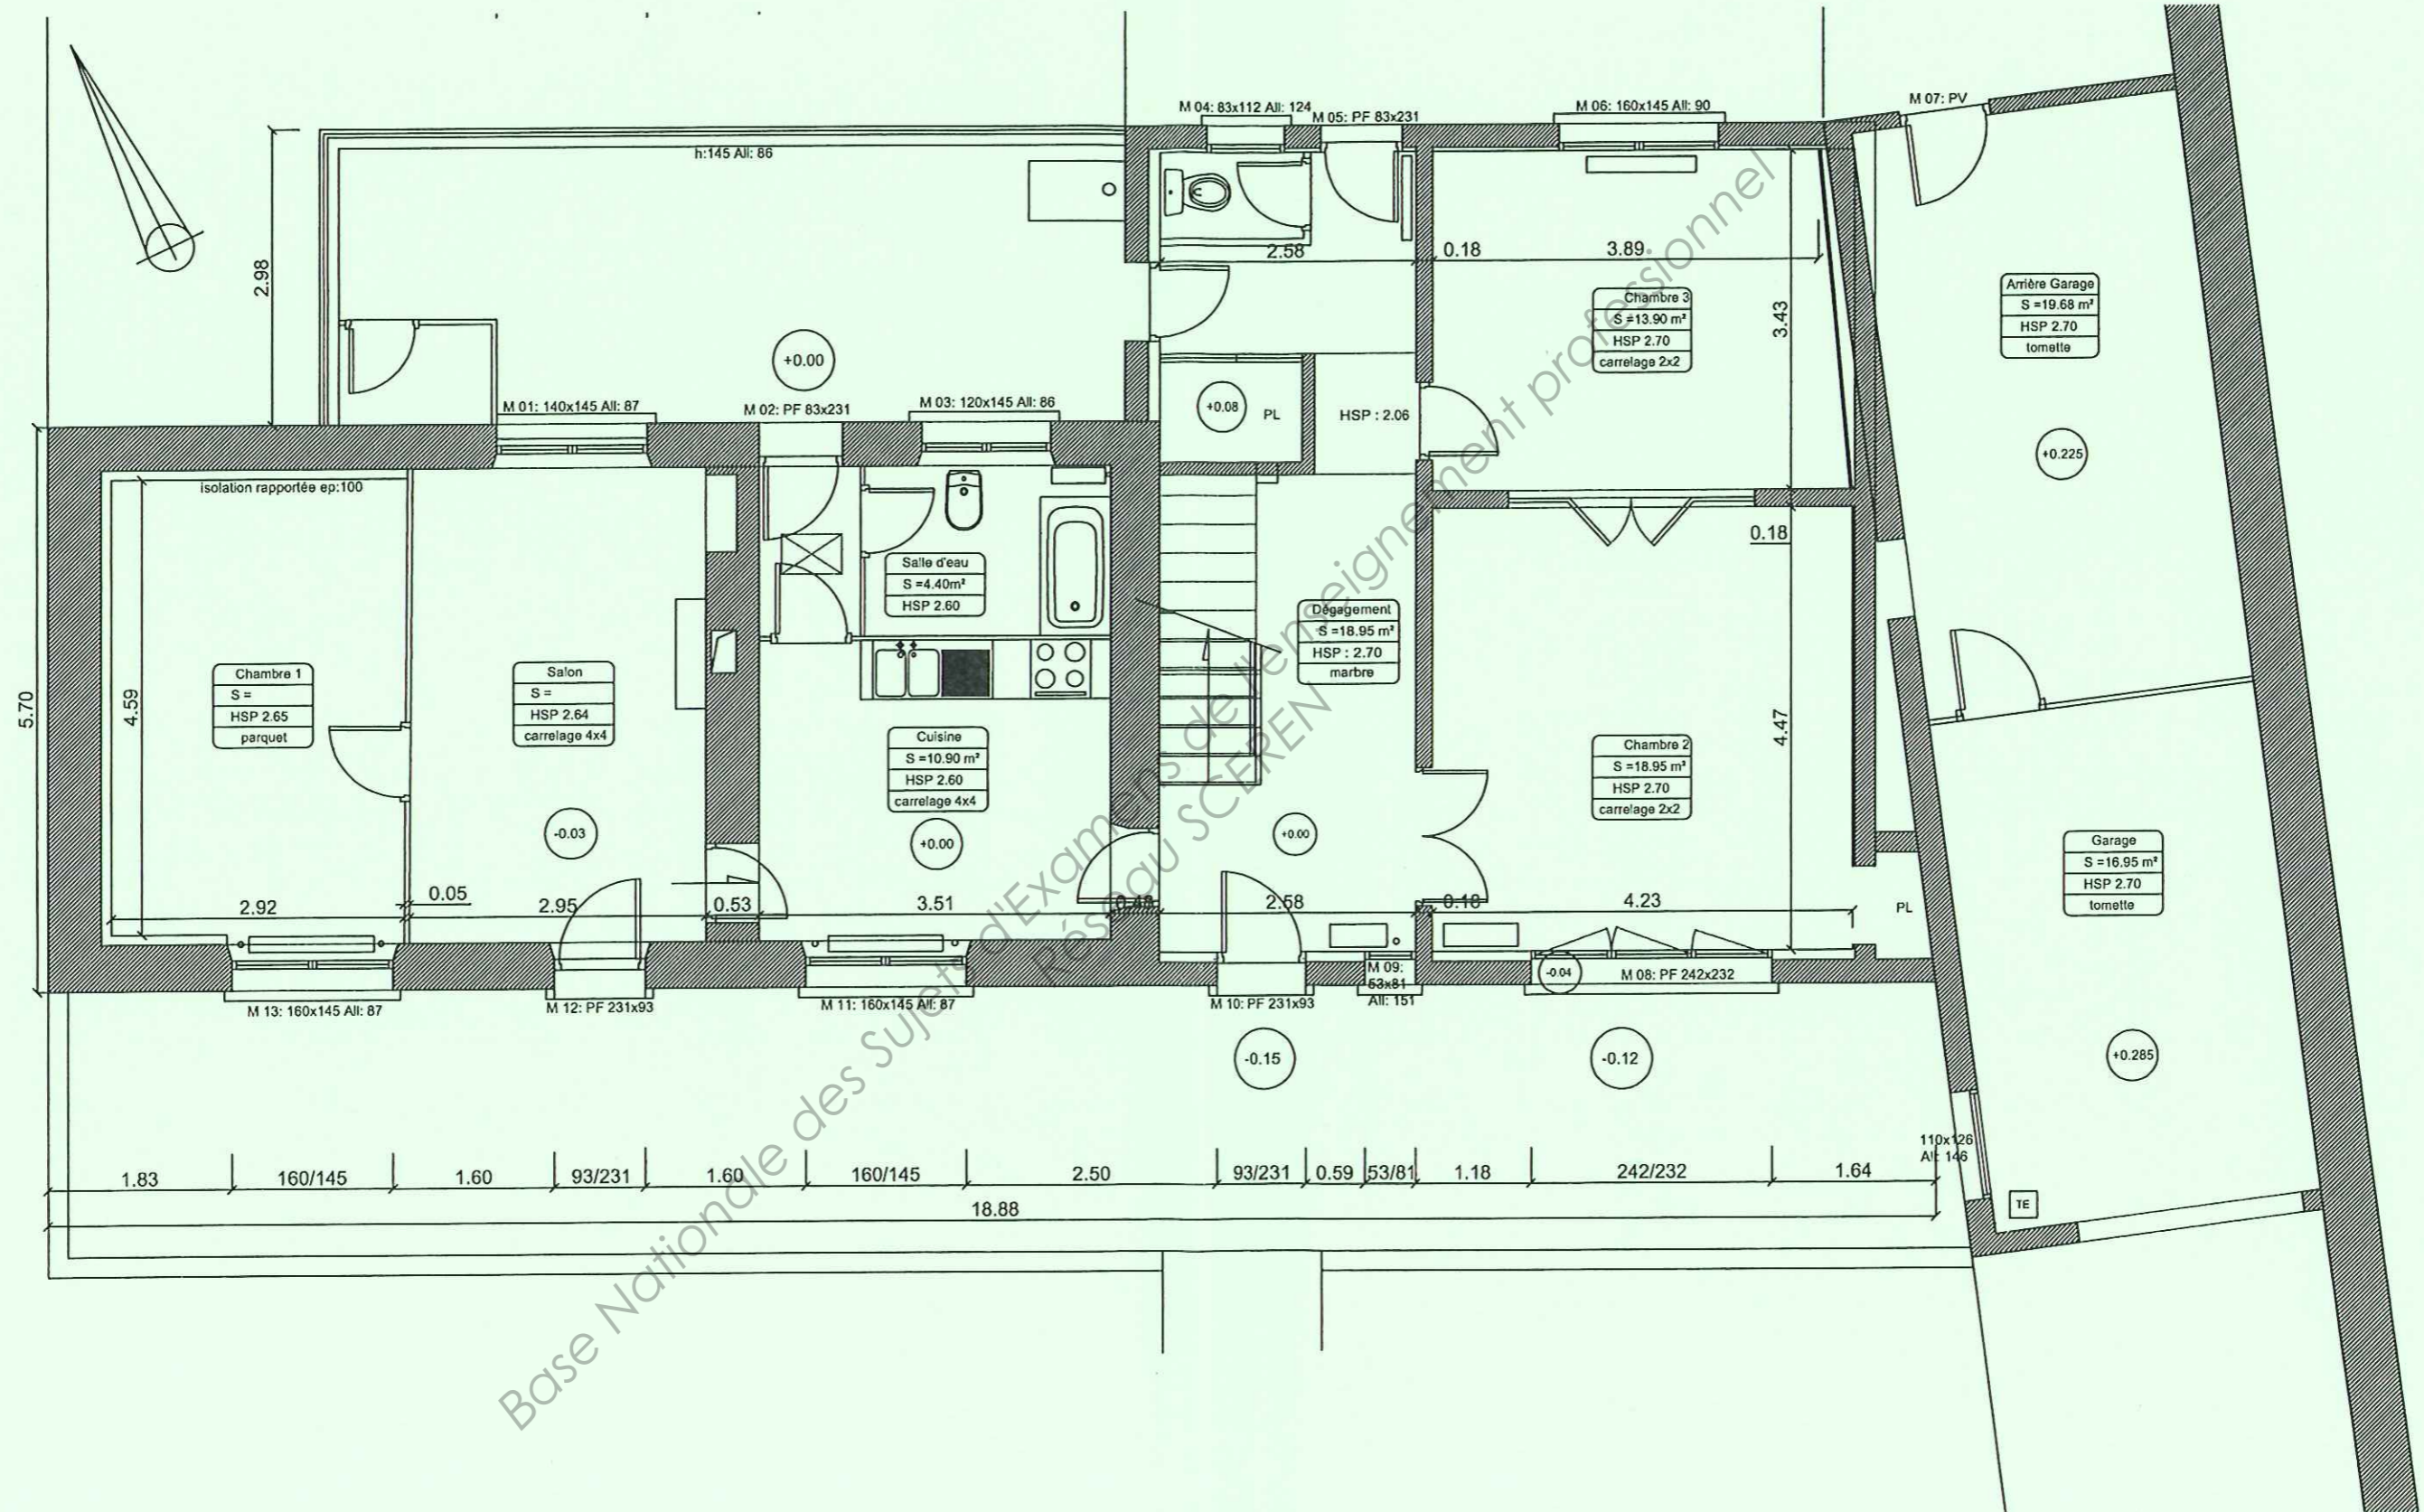 M 04: 83x112 All: 124
M 05: PF 83x231
M 06: 160x145 All: 90
M 07: PV
h:145 All: 86
2.98
2.58
0.18
3.89
3.43
Chambre 3
S =13.90 m²
HSP 2.70
carrelage 2x2
Arrière Garage
S =19.68 m²
HSP 2.70
tomette
+0.00
+0.08
PL
HSP : 2.06
+0.225
M 01: 140x145 All: 87
M 02: PF 83x231
M 03: 120x145 All: 86
isolation rapportée ep:100
0.18
Salle d'eau
S =4.40m²
HSP 2.60
Dégagement
S =18.95 m²
HSP : 2.70
marbre
5.70
4.59
Chambre 1
S =
HSP 2.65
parquet
Salon
S =
HSP 2.64
carrelage 4x4
Cuisine
S =10.90 m²
HSP 2.60
carrelage 4x4
Chambre 2
S =18.95 m²
HSP 2.70
carrelage 2x2
4.47
-0.03
+0.00
+0.00
Garage
S =16.95 m²
HSP 2.70
tomette
2.92
0.05
2.95
0.53
3.51
0.48
2.58
0.18
4.23
PL
M 13: 160x145 All: 87
M 12: PF 231x93
M 11: 160x145 All: 87
M 10: PF 231x93
M 09:
53x81
All: 151
-0.04
M 08: PF 242x232
-0.15
-0.12
+0.285
110x126
All: 146
1.83
160/145
1.60
93/231
1.60
160/145
2.50
93/231
0.59
53/81
1.18
242/232
1.64
18.88
TE
Base Nationale des Sujets d'Examens de l'enseignement professionnel
Réseau SCEREN